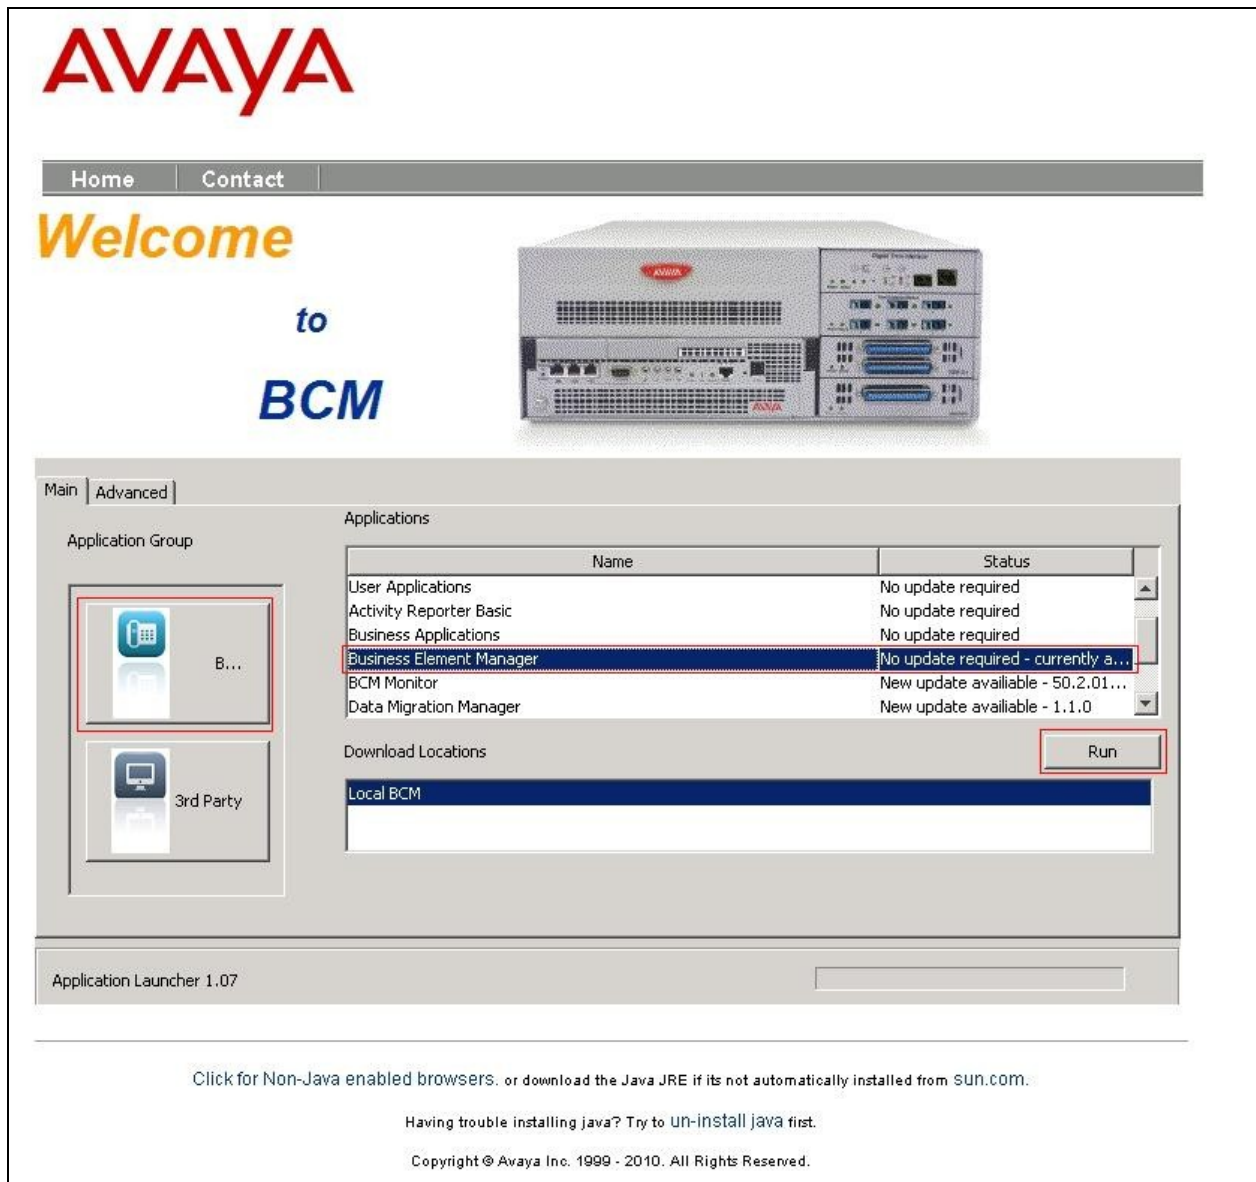 AVAYA
Home Contact
Welcome
to
BCM
AVAYA
AVAYA
Main Advanced
Application Group
Applications
Name Status
User Applications No update required
Activity Reporter Basic No update required
Business Applications No update required
Business Element Manager No update required - currently a...
BCM Monitor New update availiable - 50.2.01...
Data Migration Manager New update availiable - 1.1.0
B...
3rd Party
Download Locations
Run
Local BCM
Application Launcher 1.07
Click for Non-Java enabled browsers. or download the Java JRE if its not automatically installed from sun.com.
Having trouble installing java? Try to un-install java first.
Copyright © Avaya Inc. 1999 - 2010. All Rights Reserved.